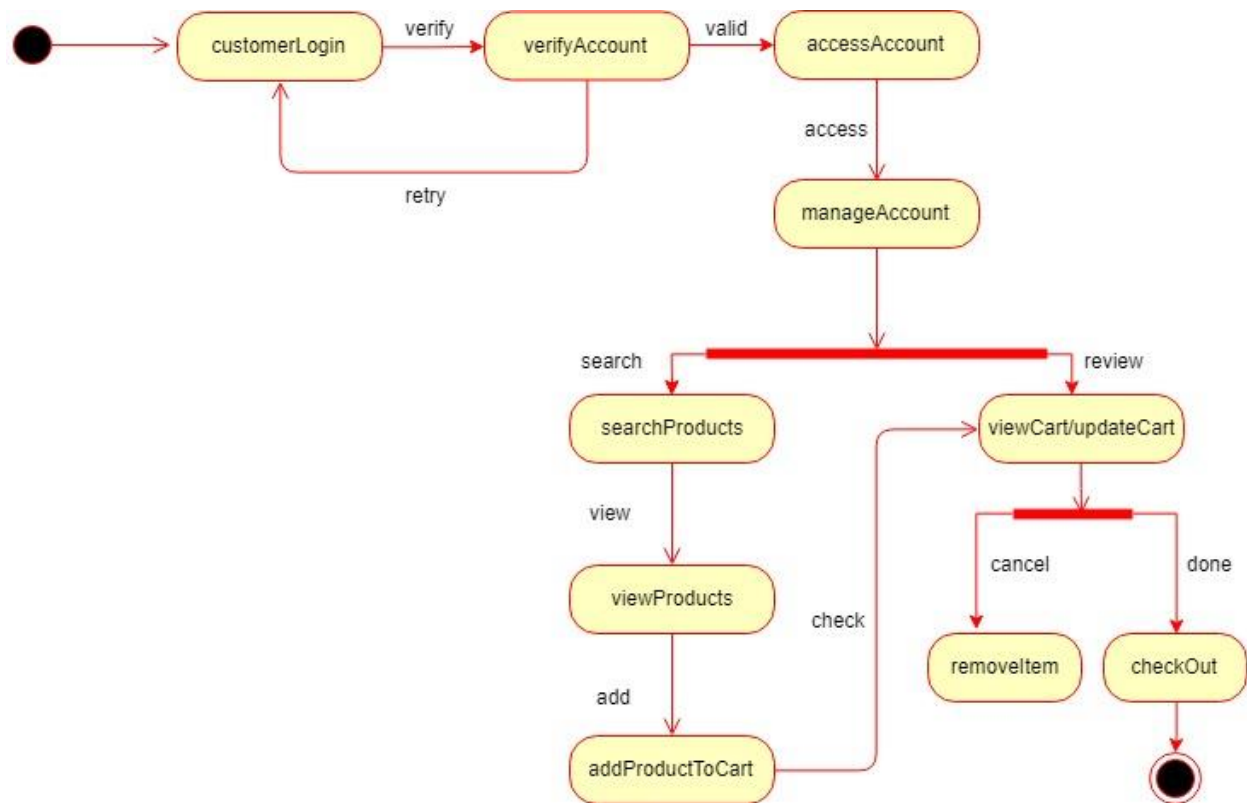 customerLogin
verify
verifyAccount
valid
accessAccount
retry
access
manageAccount
search
review
searchProducts
viewCart/updateCart
view
cancel
done
viewProducts
check
removeItem
checkOut
add
addProductToCart